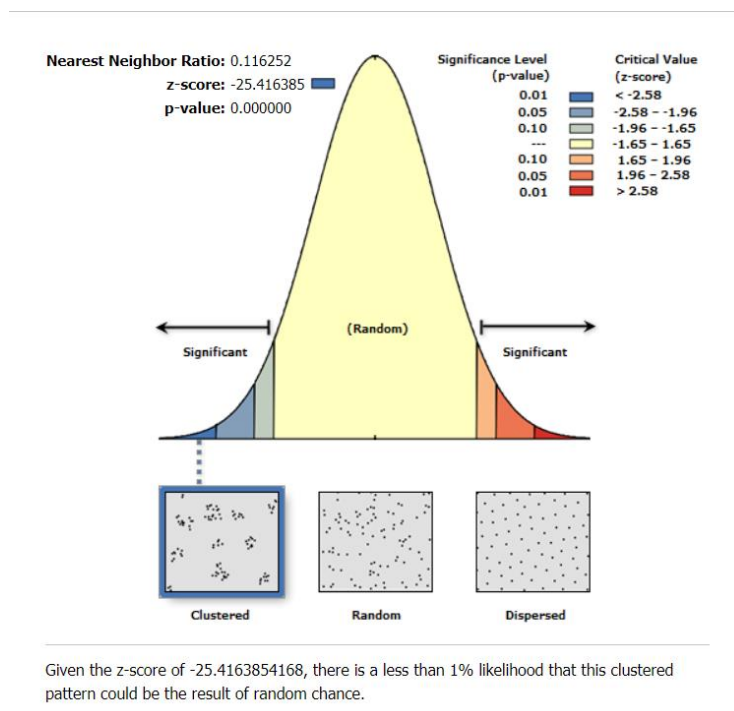 Nearest Neighbor Ratio: 0.116252
z-score: -25.416385
p-value: 0.000000
Significance Level
(p-value)
Critical Value
(z-score)
0.01 < -2.58
0.05 -2.58 - -1.96
0.10 -1.96 - -1.65
--- -1.65 - 1.65
0.10 1.65 - 1.96
0.05 1.96 - 2.58
0.01 > 2.58
(Random)
Significant
Significant
Clustered
Random
Dispersed
Given the z-score of -25.4163854168, there is a less than 1% likelihood that this clustered
pattern could be the result of random chance.